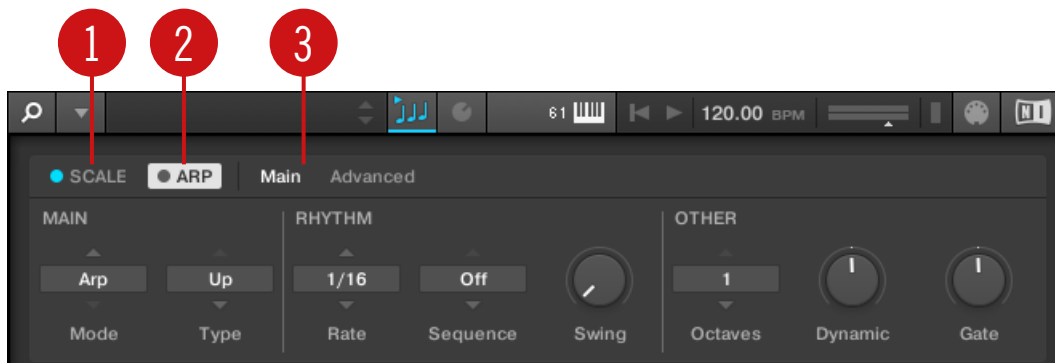 1 2 3
61 120.00 BPM NI
SCALE ARP Main Advanced
MAIN RHYTHM OTHER
Arp Up 1/16 Off 1
Mode Type Rate Sequence Swing Octaves Dynamic Gate